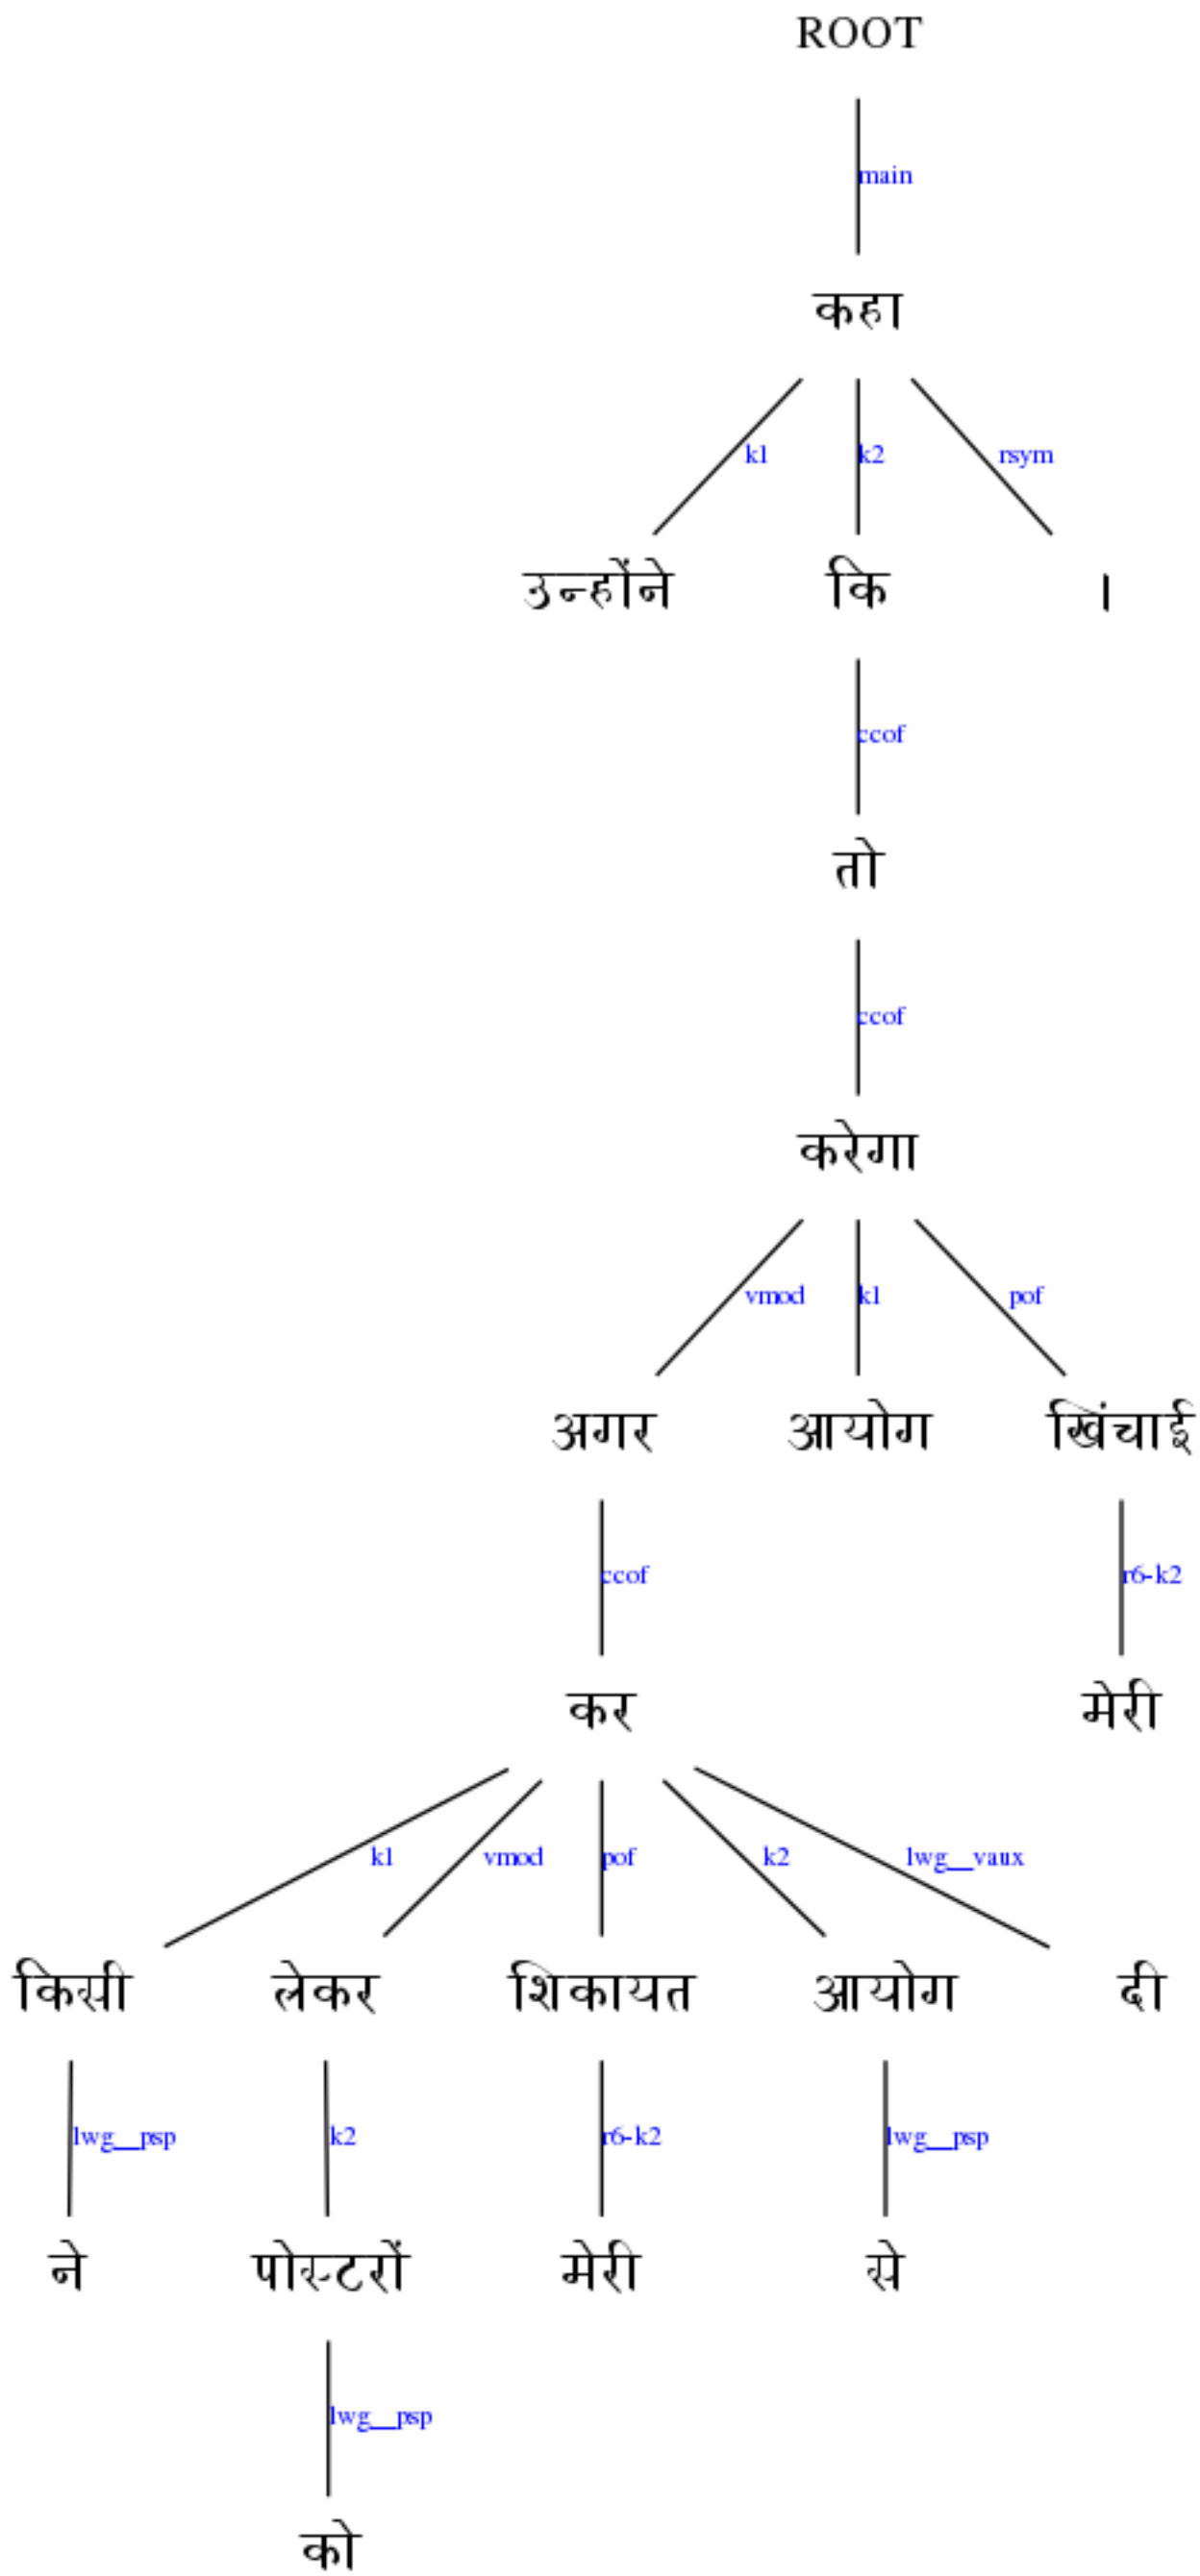 ROOT
main
कहा
k1 k2 rsym
उन्होंने कि ।
ccof
तो
ccof
करेगा
vmod k1 pof
अगर आयोग खिंचाई
ccof r6-k2
कर मेरी
k1 vmod pof k2 lwg__vaux
किसी लेकर शिकायत आयोग दी
lwg__psp k2 r6-k2 lwg__psp
ने पोस्टरों मेरी से
lwg__psp
को